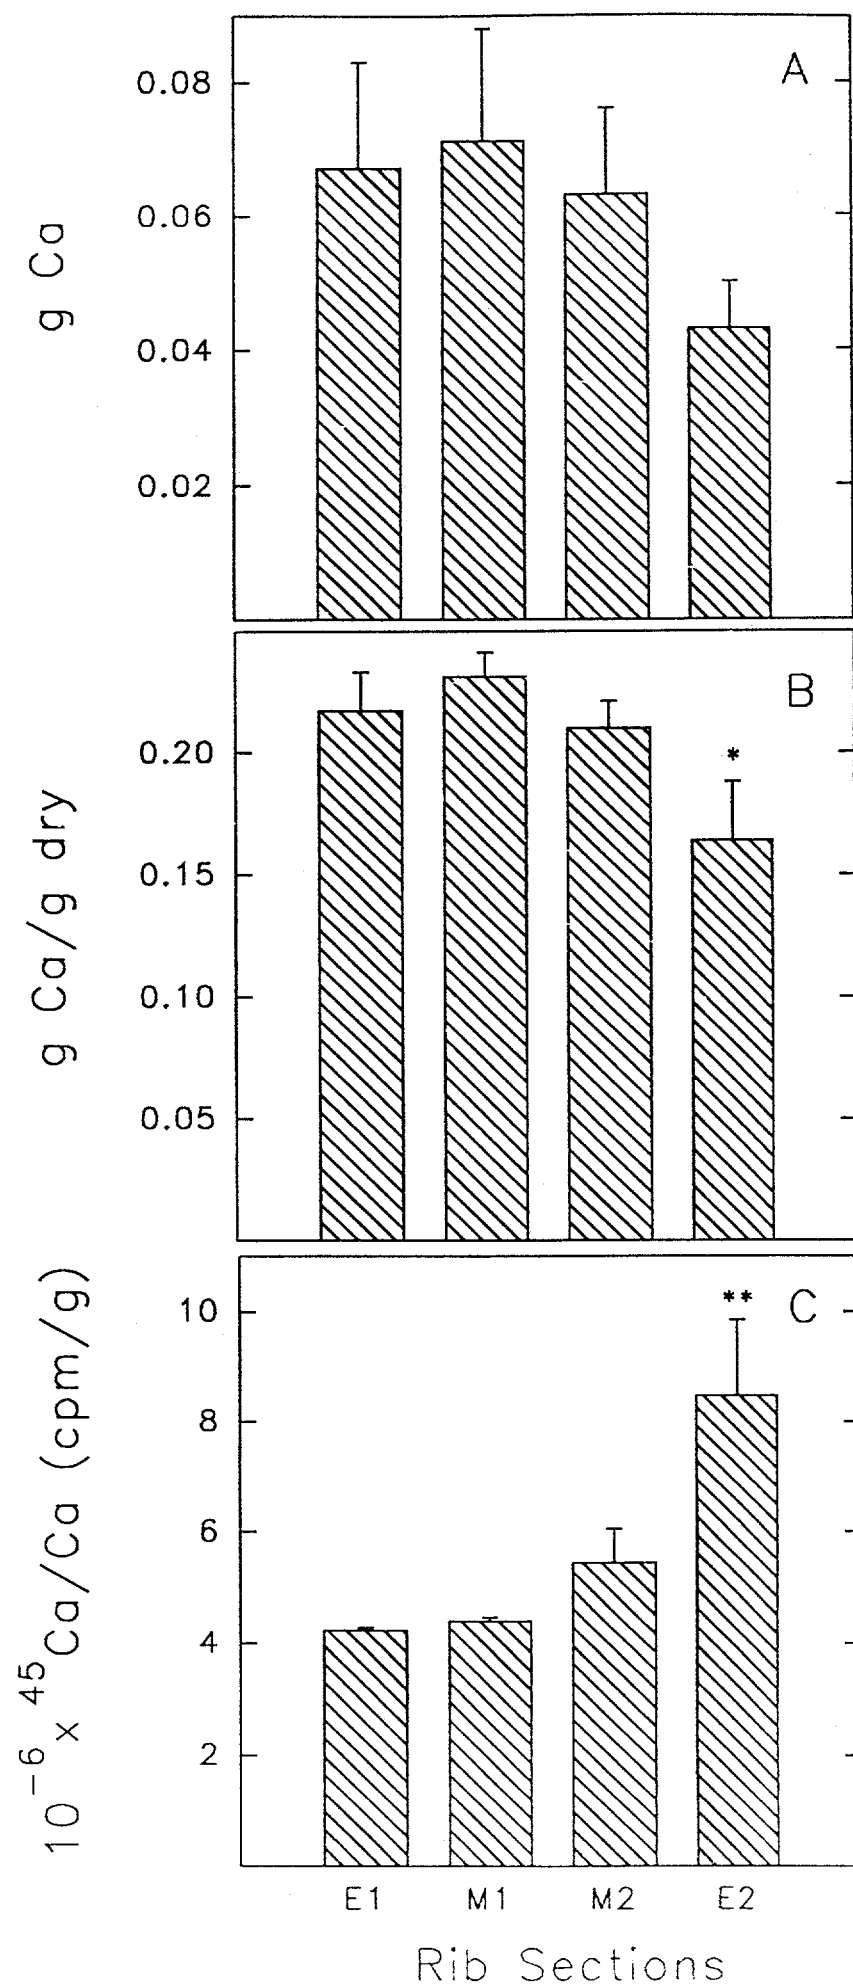 A
0.08
0.06
0.04
0.02
g Ca
B
*
0.20
0.15
0.10
0.05
g Ca/g dry
C
**
10
8
6
4
2
10⁻⁶ x ⁴⁵Ca/Ca (cpm/g)
E1 M1 M2 E2
Rib Sections